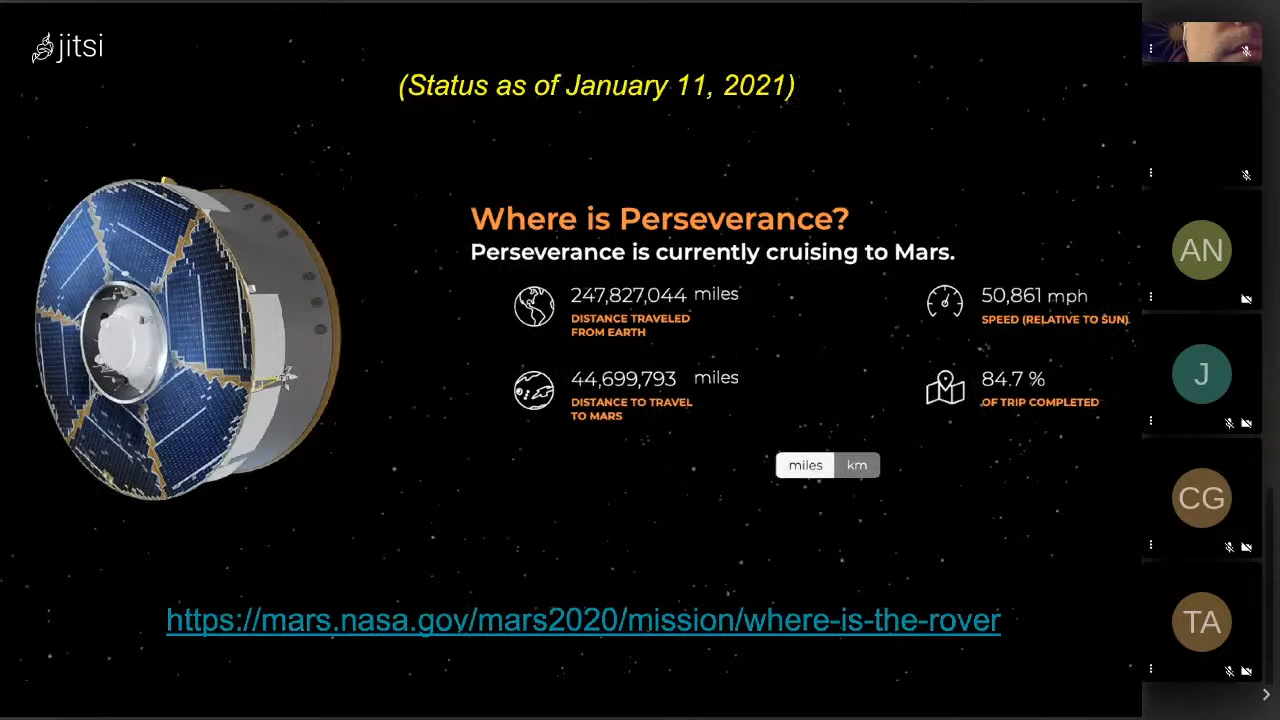 jitsi
(Status as of January 11, 2021)
Where is Perseverance?
Perseverance is currently cruising to Mars.
247,827,044 miles
DISTANCE TRAVELED
FROM EARTH
50,861 mph
SPEED (RELATIVE TO SUN)
44,699,793 miles
DISTANCE TO TRAVEL
TO MARS
84.7 %
OF TRIP COMPLETED
miles km
https://mars.nasa.gov/mars2020/mission/where-is-the-rover
AN
J
CG
TA